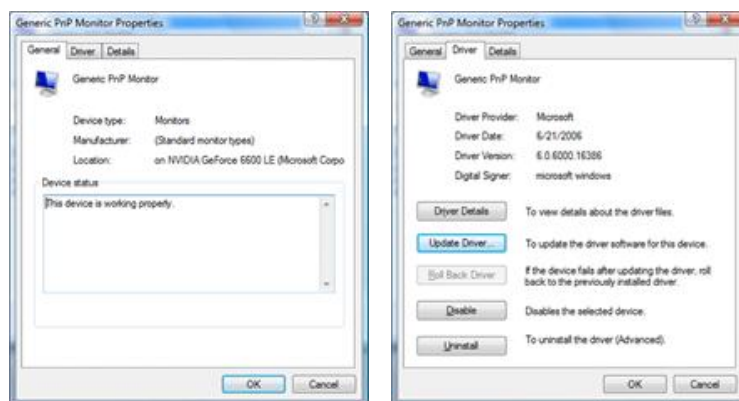 Generic PnP Monitor Properties
General Driver Details
Generic PnP Monitor
Device type: Monitors
Manufacturer: (Standard monitor types)
Location: on NVIDIA GeForce 6600 LE (Microsoft Corpo
Device status
This device is working properly.
OK Cancel
Generic PnP Monitor Properties
General Driver Details
Generic PnP Monitor
Driver Provider: Microsoft
Driver Date: 6/21/2006
Driver Version: 6.0.6000.16386
Digital Signer: microsoft windows
Driver Details To view details about the driver files.
Update Driver... To update the driver software for this device.
Roll Back Driver If the device fails after updating the driver, roll
back to the previously installed driver.
Disable Disables the selected device.
Uninstall To uninstall the driver (Advanced).
OK Cancel